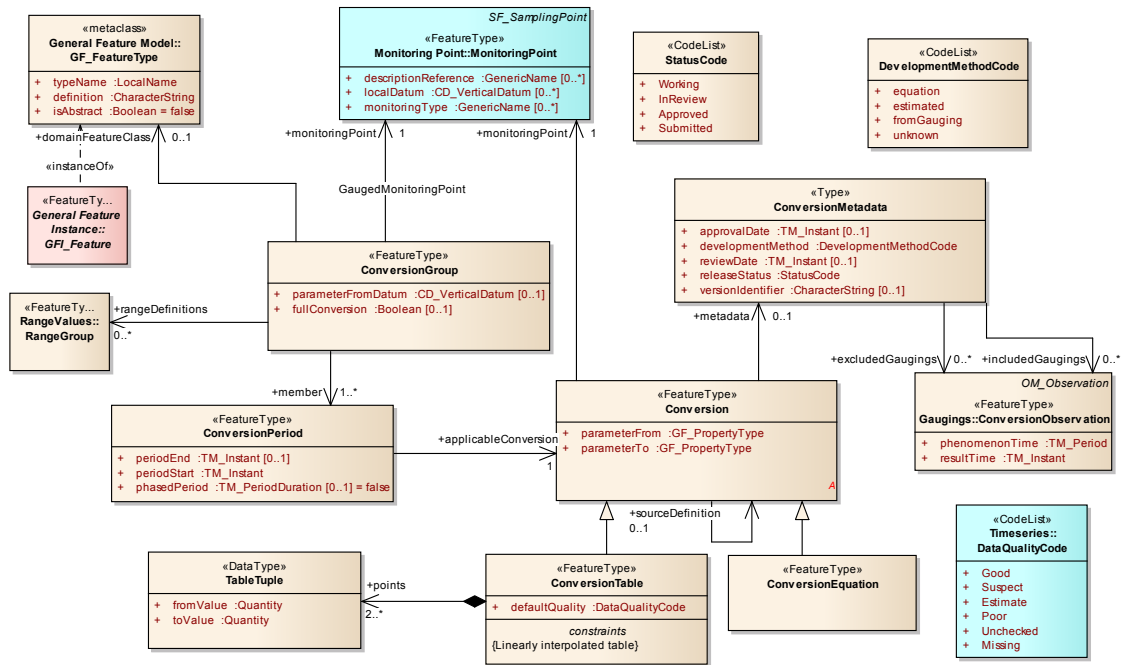 «metaclass»
General Feature Model::
GF_FeatureType
+ typeName :LocalName
+ definition :CharacterString
+ isAbstract :Boolean = false
SF_SamplingPoint
«FeatureType»
Monitoring Point::MonitoringPoint
+ descriptionReference :GenericName [0..*]
+ localDatum :CD_VerticalDatum [0..*]
+ monitoringType :GenericName [0..*]
«CodeList»
StatusCode
+ Working
+ InReview
+ Approved
+ Submitted
«CodeList»
DevelopmentMethodCode
+ equation
+ estimated
+ fromGauging
+ unknown
+domainFeatureClass
0..1
+monitoringPoint
1
+monitoringPoint
1
«instanceOf»
GaugedMonitoringPoint
«FeatureTy...
General Feature
Instance::
GFI_Feature
«Type»
ConversionMetadata
+ approvalDate :TM_Instant [0..1]
+ developmentMethod :DevelopmentMethodCode
+ reviewDate :TM_Instant [0..1]
+ releaseStatus :StatusCode
+ versionIdentifier :CharacterString [0..1]
«FeatureType»
ConversionGroup
+ parameterFromDatum :CD_VerticalDatum [0..1]
+ fullConversion :Boolean [0..1]
«FeatureTy...
RangeValues::
RangeGroup
+rangeDefinitions
0..*
+metadata
0..1
+excludedGaugings
0..*
+includedGaugings
0..*
+member
1..*
OM_Observation
«FeatureType»
Gaugings::ConversionObservation
+ phenomenonTime :TM_Period
+ resultTime :TM_Instant
«FeatureType»
ConversionPeriod
+ periodEnd :TM_Instant [0..1]
+ periodStart :TM_Instant
+ phasedPeriod :TM_PeriodDuration [0..1] = false
+applicableConversion
1
«FeatureType»
Conversion
+ parameterFrom :GF_PropertyType
+ parameterTo :GF_PropertyType
A
+sourceDefinition
0..1
«CodeList»
Timeseries::
DataQualityCode
+ Good
+ Suspect
+ Estimate
+ Poor
+ Unchecked
+ Missing
«DataType»
TableTuple
+ fromValue :Quantity
+ toValue :Quantity
+points
2..*
«FeatureType»
ConversionTable
+ defaultQuality :DataQualityCode
constraints
{Linearly interpolated table}
«FeatureType»
ConversionEquation